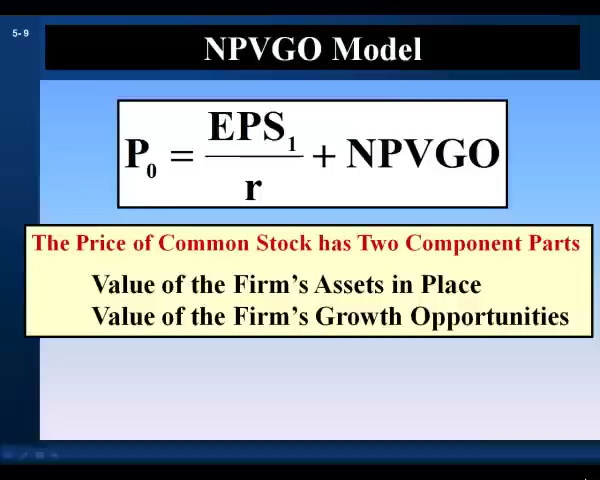 5-9
NPVGO Model
P₀ = EPS₁ / r + NPVGO
The Price of Common Stock has Two Component Parts
Value of the Firm's Assets in Place
Value of the Firm's Growth Opportunities